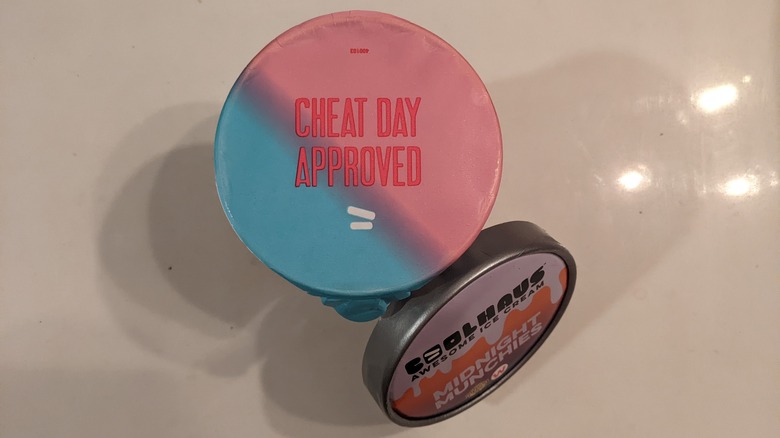 CHEAT DAY
APPROVED
COOLHAUS
AWESOME ICE CREAM
MIDNIGHT
MUNCHIES